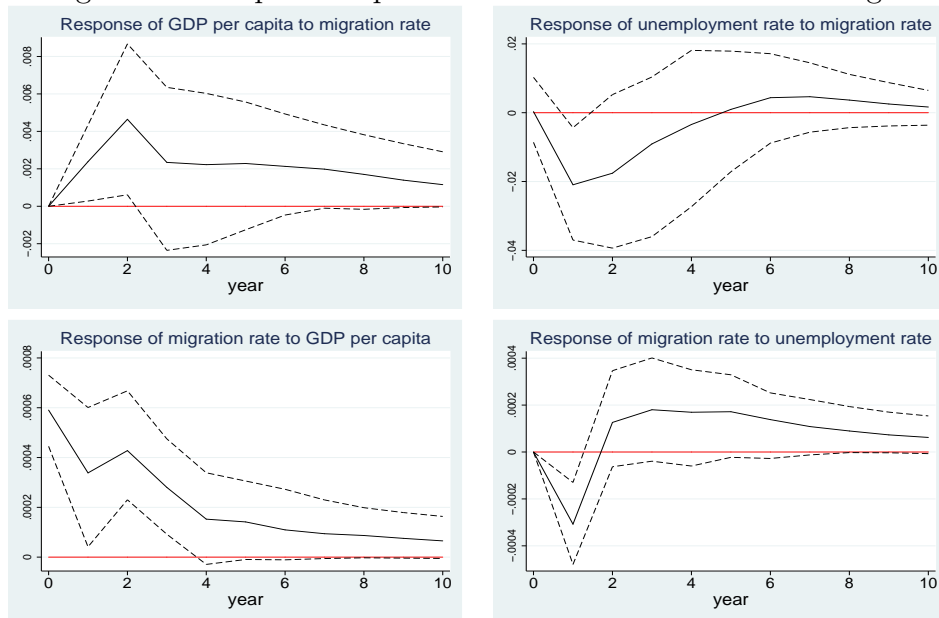 Response of GDP per capita to migration rate
.008
.006
.004
.002
0
-.002
0 2 4 6 8 10
year
Response of unemployment rate to migration rate
.02
0
-.02
-.04
0 2 4 6 8 10
year
Response of migration rate to GDP per capita
.0008
.0006
.0004
.0002
0
0 2 4 6 8 10
year
Response of migration rate to unemployment rate
.0004
.0002
0
-.0002
-.0004
0 2 4 6 8 10
year